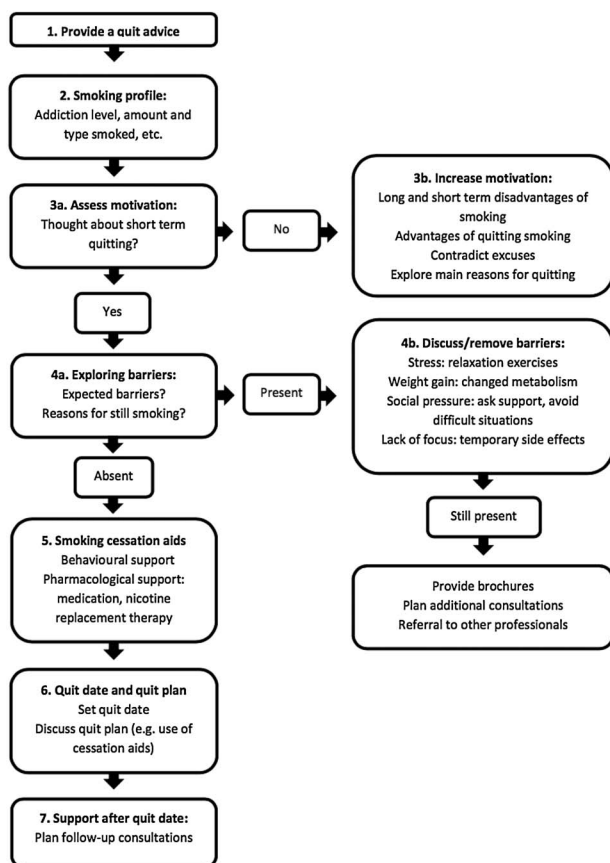 1. Provide a quit advice
2. Smoking profile:
Addiction level, amount and
type smoked, etc.
3a. Assess motivation:
Thought about short term
quitting?
No
3b. Increase motivation:
Long and short term disadvantages of
smoking
Advantages of quitting smoking
Contradict excuses
Explore main reasons for quitting
Yes
4a. Exploring barriers:
Expected barriers?
Reasons for still smoking?
Present
4b. Discuss/remove barriers:
Stress: relaxation exercises
Weight gain: changed metabolism
Social pressure: ask support, avoid
difficult situations
Lack of focus: temporary side effects
Absent
Still present
5. Smoking cessation aids
Behavioural support
Pharmacological support:
medication, nicotine
replacement therapy
Provide brochures
Plan additional consultations
Referral to other professionals
6. Quit date and quit plan
Set quit date
Discuss quit plan (e.g. use of
cessation aids)
7. Support after quit date:
Plan follow-up consultations